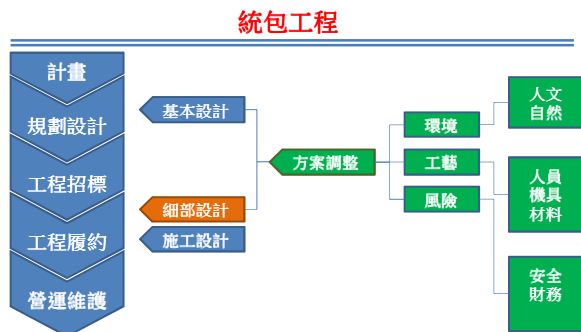 統包工程
計畫
規劃設計
工程招標
工程履約
營運維護
基本設計
細部設計
施工設計
方案調整
環境
工藝
風險
人文
自然
人員
機具
材料
安全
財務